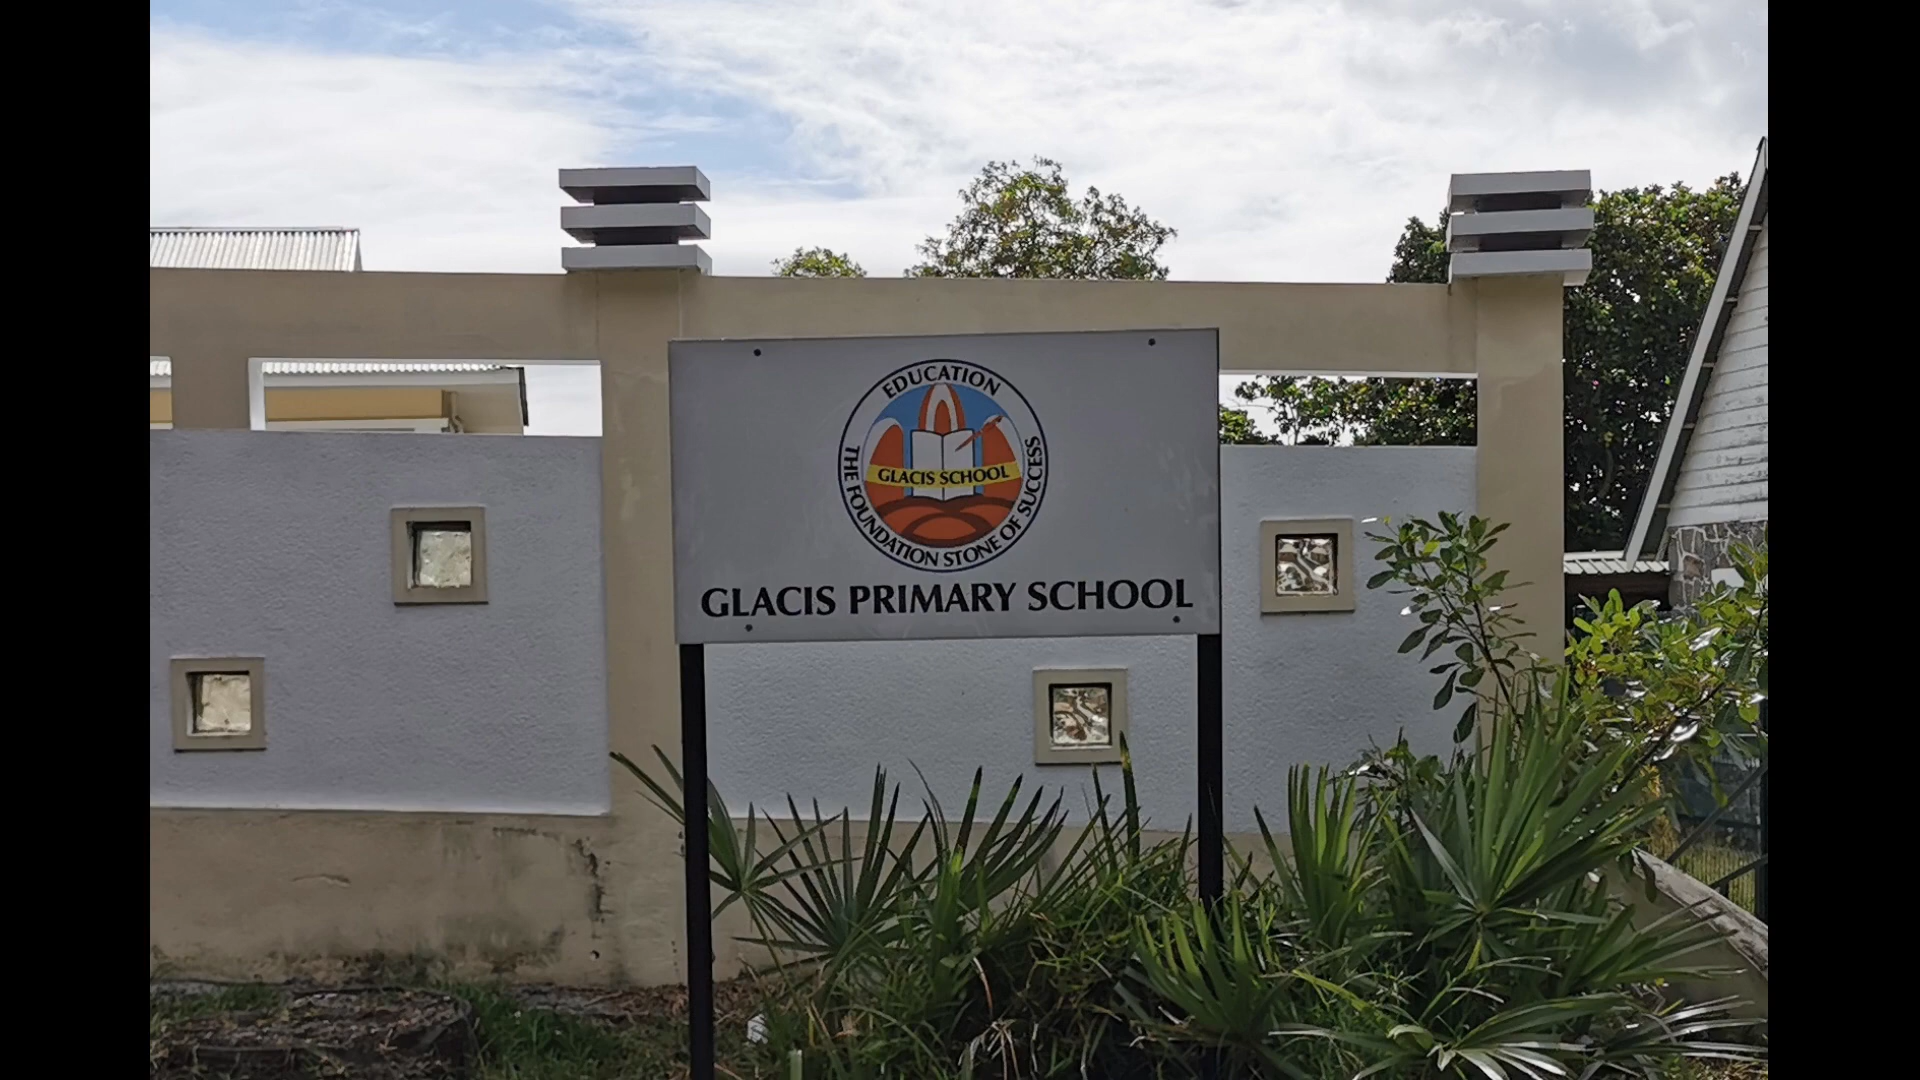 EDUCATION
GLACIS SCHOOL
THE FOUNDATION STONE OF SUCCESS
GLACIS PRIMARY SCHOOL